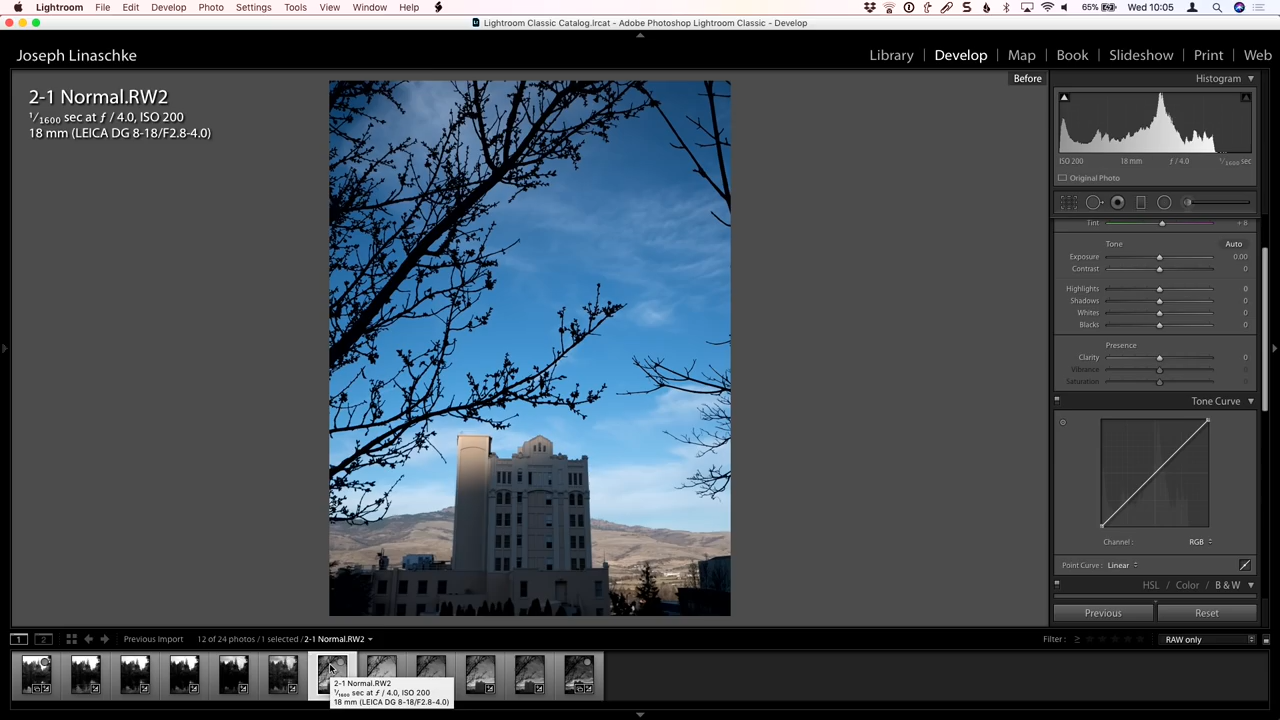 Lightroom File Edit Develop Photo Settings Tools View Window Help 65% Wed 10:05
Lightroom Classic Catalog.lrcat - Adobe Photoshop Lightroom Classic - Develop
Joseph Linaschke Library | Develop | Map | Book | Slideshow | Print | Web
2-1 Normal.RW2
1/1600 sec at ƒ / 4.0, ISO 200
18 mm (LEICA DG 8-18/F2.8-4.0)
Before
Histogram
ISO 200 18 mm ƒ / 4.0 1/1600 sec
Original Photo
Tint + 8
Tone Auto
Exposure 0.00
Contrast 0
Highlights 0
Shadows 0
Whites 0
Blacks 0
Presence
Clarity 0
Vibrance 0
Saturation 0
Tone Curve
Channel : RGB
Point Curve : Linear
HSL / Color / B & W
Previous Reset
1 2 Previous Import 12 of 24 photos / 1 selected / 2-1 Normal.RW2 Filter : ≥ ★★★★★ RAW only
2-1 Normal.RW2
1/1600 sec at ƒ / 4.0, ISO 200
18 mm (LEICA DG 8-18/F2.8-4.0)